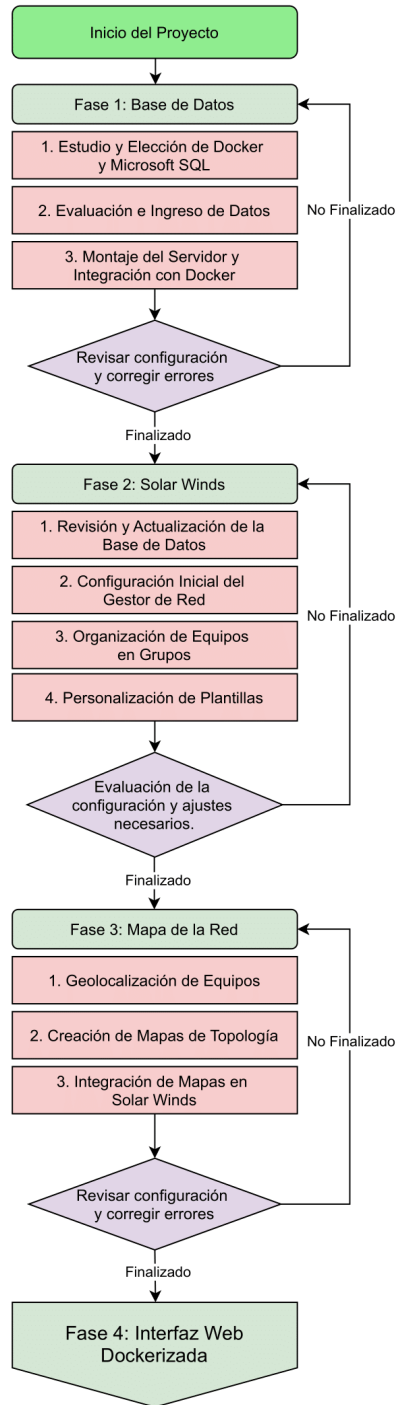 Inicio del Proyecto
Fase 1: Base de Datos
1. Estudio y Elección de Docker
y Microsoft SQL
No Finalizado
2. Evaluación e Ingreso de Datos
3. Montaje del Servidor y
Integración con Docker
Revisar configuración
y corregir errores
Finalizado
Fase 2: Solar Winds
1. Revisión y Actualización de la
Base de Datos
2. Configuración Inicial del
Gestor de Red
No Finalizado
3. Organización de Equipos
en Grupos
4. Personalización de Plantillas
Evaluación de la
configuración y ajustes
necesarios.
Finalizado
Fase 3: Mapa de la Red
1. Geolocalización de Equipos
2. Creación de Mapas de Topología
No Finalizado
3. Integración de Mapas en
Solar Winds
Revisar configuración
y corregir errores
Finalizado
Fase 4: Interfaz Web
Dockerizada